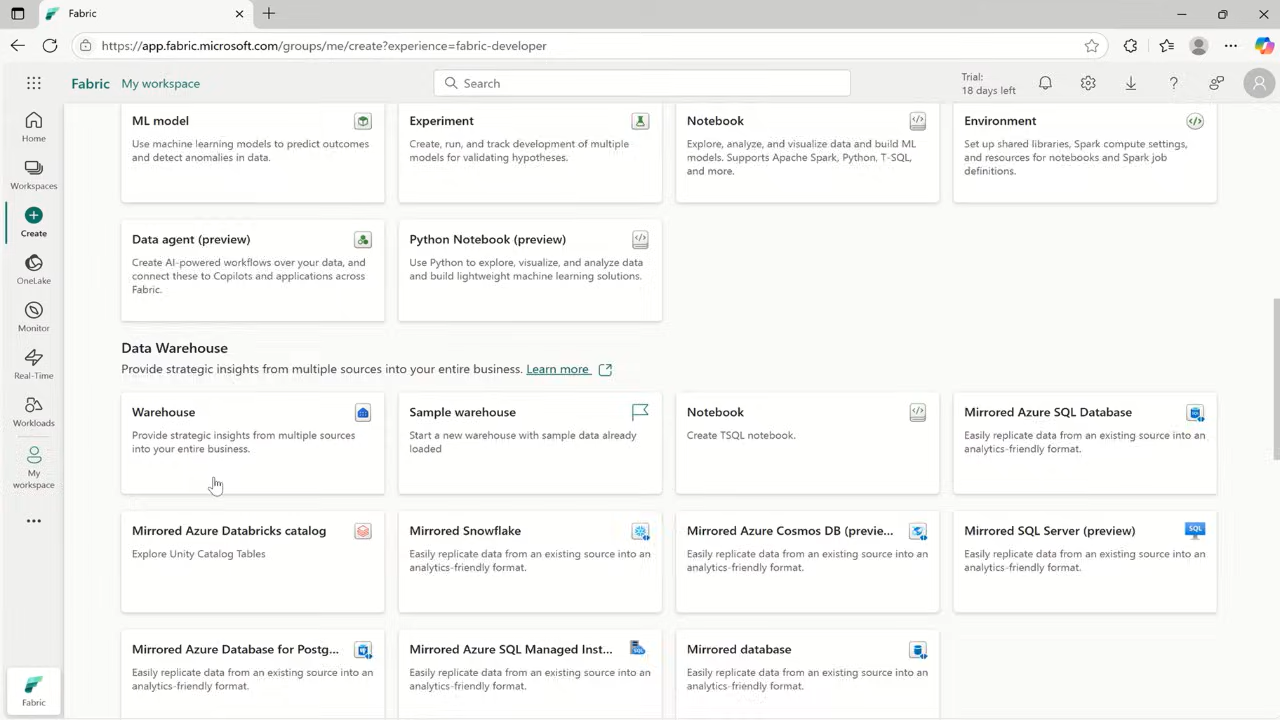 Fabric
https://app.fabric.microsoft.com/groups/me/create?experience=fabric-developer
Fabric
My workspace
Search
Trial:
18 days left
Home
Workspaces
Create
OneLake
Monitor
Real-Time
Workloads
My
workspace
Fabric
ML model
Use machine learning models to predict outcomes
and detect anomalies in data.
Experiment
Create, run, and track development of multiple
models for validating hypotheses.
Notebook
Explore, analyze, and visualize data and build ML
models. Supports Apache Spark, Python, T-SQL,
and more.
Environment
Set up shared libraries, Spark compute settings,
and resources for notebooks and Spark job
definitions.
Data agent (preview)
Create AI-powered workflows over your data, and
connect these to Copilots and applications across
Fabric.
Python Notebook (preview)
Use Python to explore, visualize, and analyze data
and build lightweight machine learning solutions.
Data Warehouse
Provide strategic insights from multiple sources into your entire business. Learn more
Warehouse
Provide strategic insights from multiple sources
into your entire business.
Sample warehouse
Start a new warehouse with sample data already
loaded
Notebook
Create TSQL notebook.
Mirrored Azure SQL Database
Easily replicate data from an existing source into an
analytics-friendly format.
Mirrored Azure Databricks catalog
Explore Unity Catalog Tables
Mirrored Snowflake
Easily replicate data from an existing source into an
analytics-friendly format.
Mirrored Azure Cosmos DB (previe...
Easily replicate data from an existing source into an
analytics-friendly format.
Mirrored SQL Server (preview)
SQL
Easily replicate data from an existing source into an
analytics-friendly format.
Mirrored Azure Database for Postg...
Easily replicate data from an existing source into an
analytics-friendly format.
Mirrored Azure SQL Managed Inst...
Easily replicate data from an existing source into an
analytics-friendly format.
Mirrored database
Easily replicate data from an existing source into an
analytics-friendly format.